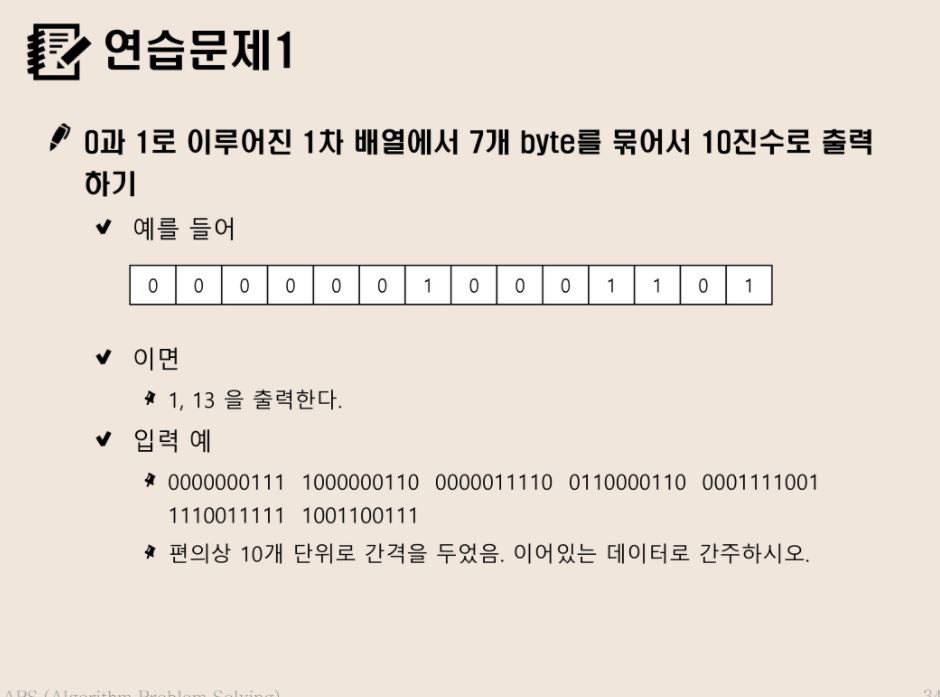 연습문제1
0과 1로 이루어진 1차 배열에서 7개 byte를 묶어서 10진수로 출력
하기
예를 들어
0 0 0 0 0 0 1 0 0 0 1 1 0 1
이면
1, 13 을 출력한다.
입력 예
0000000111 1000000110 0000011110 0110000110 0001111001
1110011111 1001100111
편의상 10개 단위로 간격을 두었음. 이어있는 데이터로 간주하시오.
APS (Algorithm Problem Solving)
34